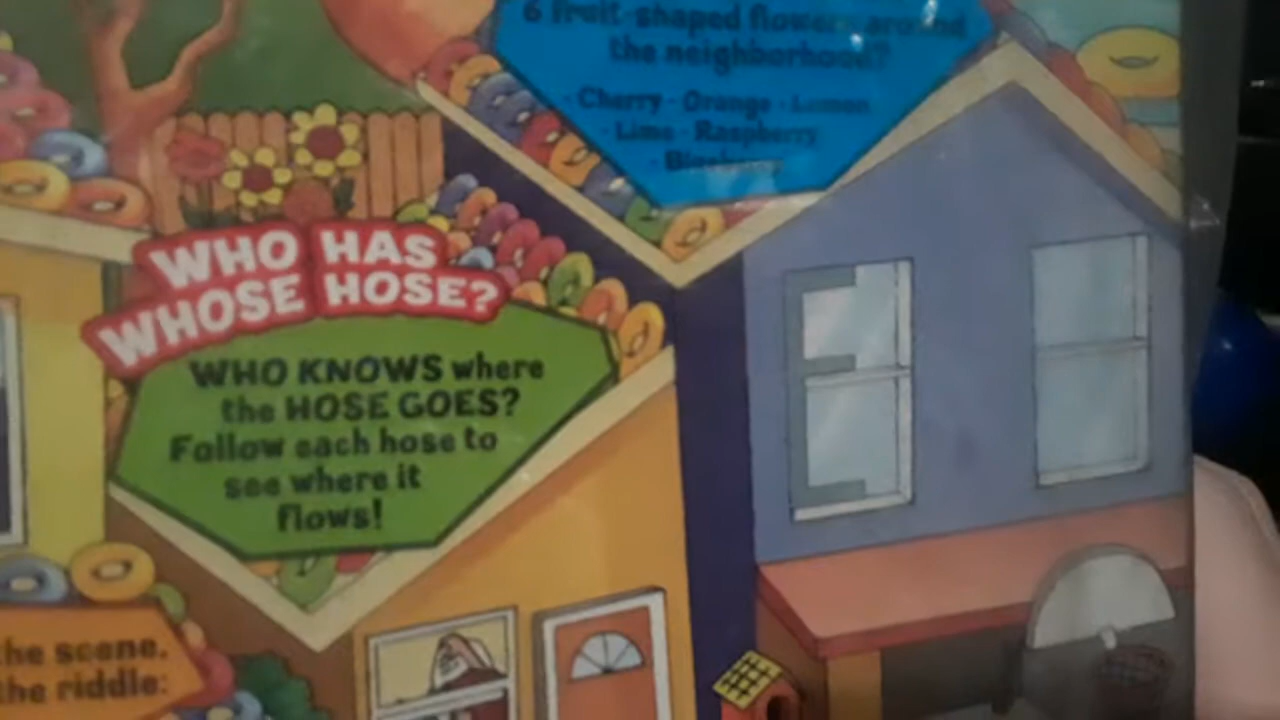 6 fruit-shaped flowers around
the neighborhood?
- Cherry - Orange - Lemon
- Lime - Raspberry
- Blueberry
WHO HAS
WHOSE HOSE?
WHO KNOWS where
the HOSE GOES?
Follow each hose to
see where it
flows!
the scene.
the riddle: